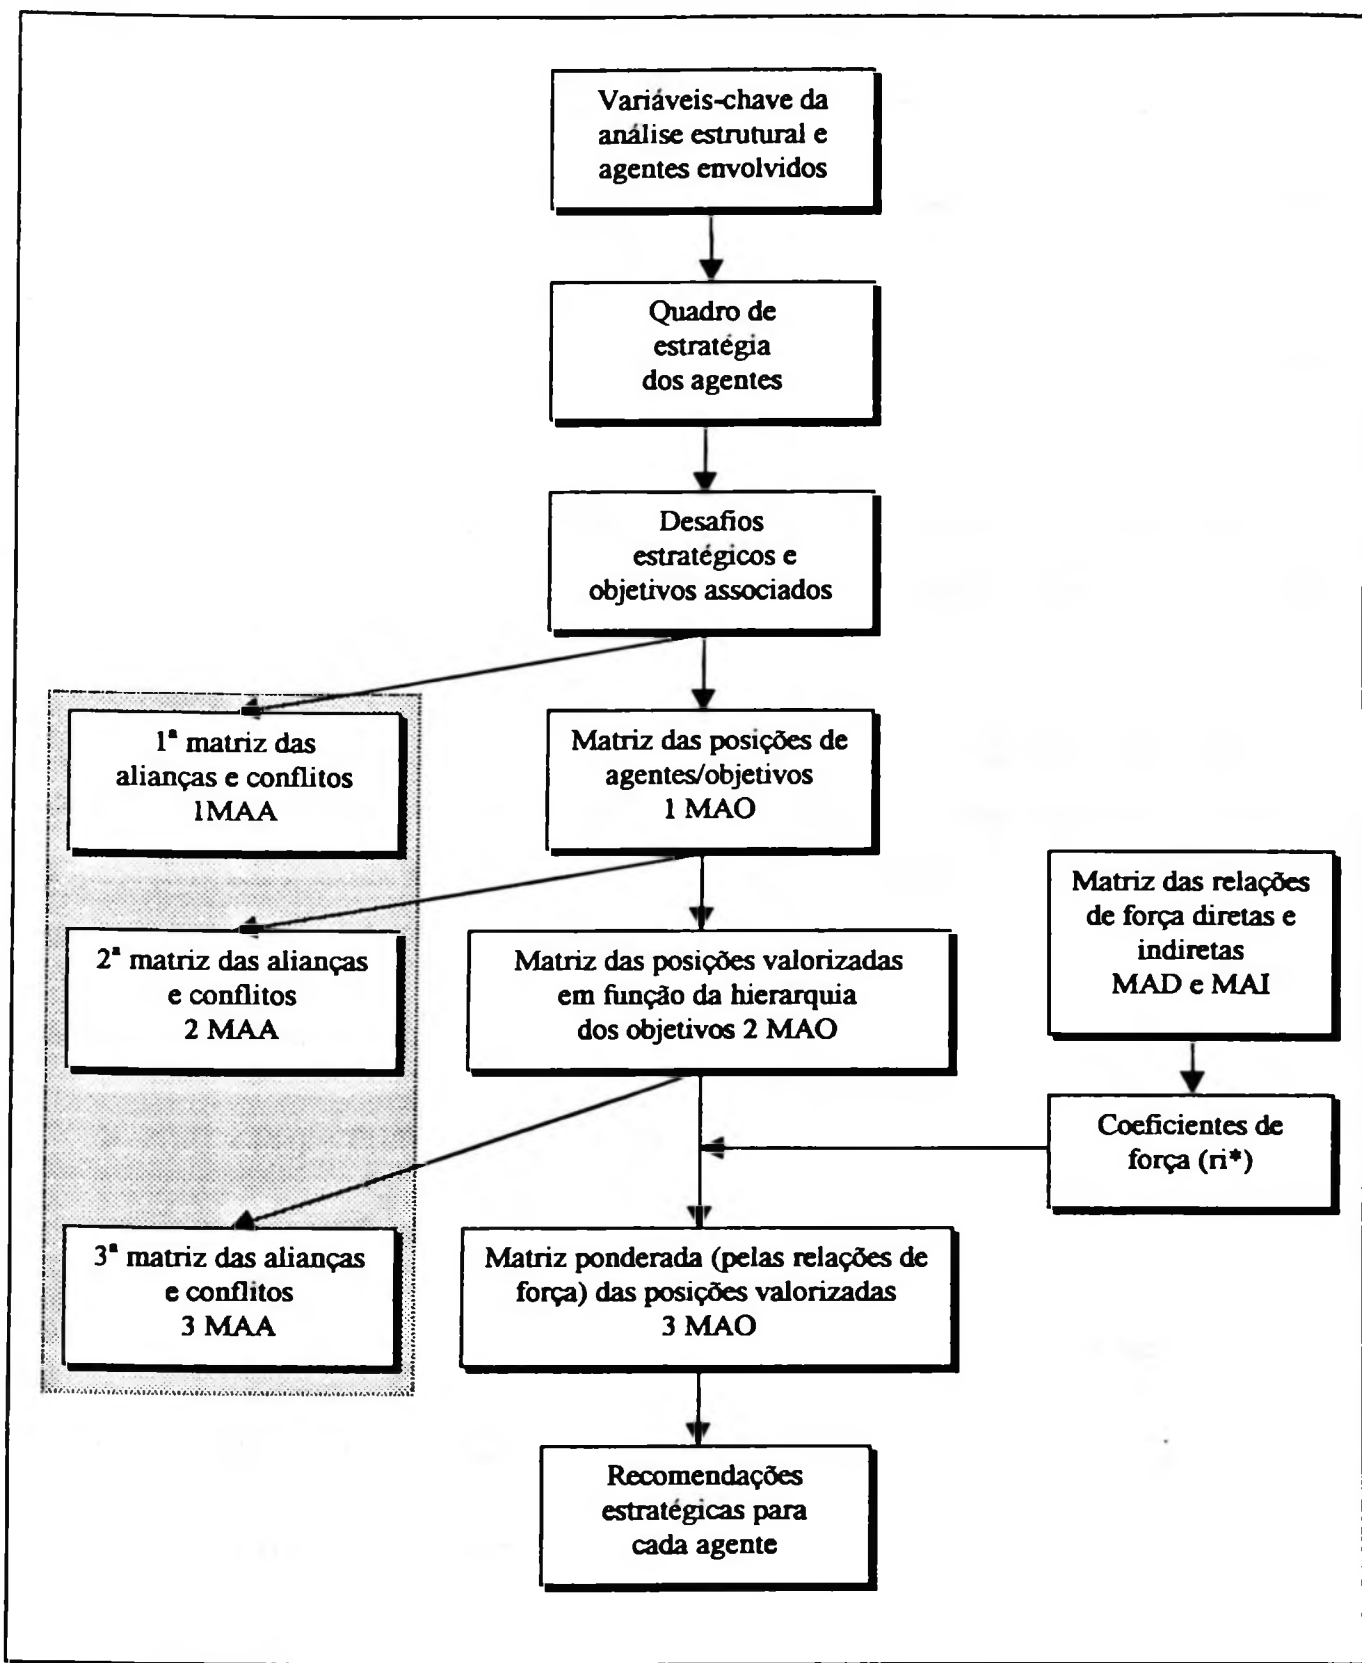 Variáveis-chave da
análise estrutural e
agentes envolvidos
Quadro de
estratégia
dos agentes
Desafios
estratégicos e
objetivos associados
1ª matriz das
alianças e conflitos
1MAA
Matriz das posições de
agentes/objetivos
1 MAO
Matriz das relações
de força diretas e
indiretas
MAD e MAI
2ª matriz das alianças
e conflitos
2 MAA
Matriz das posições valorizadas
em função da hierarquia
dos objetivos 2 MAO
Coeficientes de
força (ri*)
3ª matriz das alianças
e conflitos
3 MAA
Matriz ponderada (pelas relações de
força) das posições valorizadas
3 MAO
Recomendações
estratégicas para
cada agente